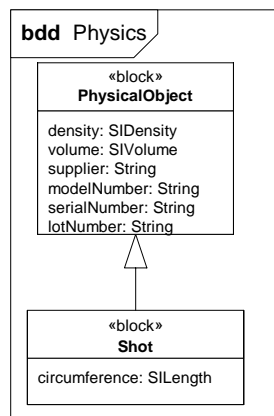 bdd Physics
«block»
PhysicalObject
density: SIDensity
volume: SIVolume
supplier: String
modelNumber: String
serialNumber: String
lotNumber: String
«block»
Shot
circumference: SILength